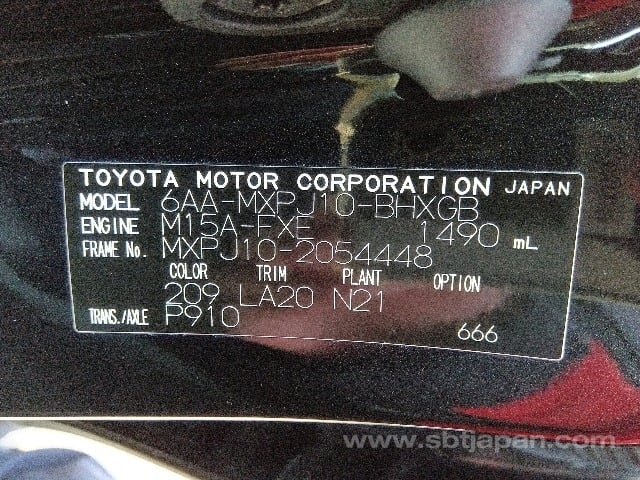 TOYOTA MOTOR CORPORATION JAPAN
MODEL 6AA-MXPJ10-BHXGB
ENGINE M15A-FXE 1490 mL
FRAME No. MXPJ10-2054448
COLOR TRIM PLANT OPTION
209 LA20 N21
TRANS./AXLE P910
666
www.sbtjapan.com